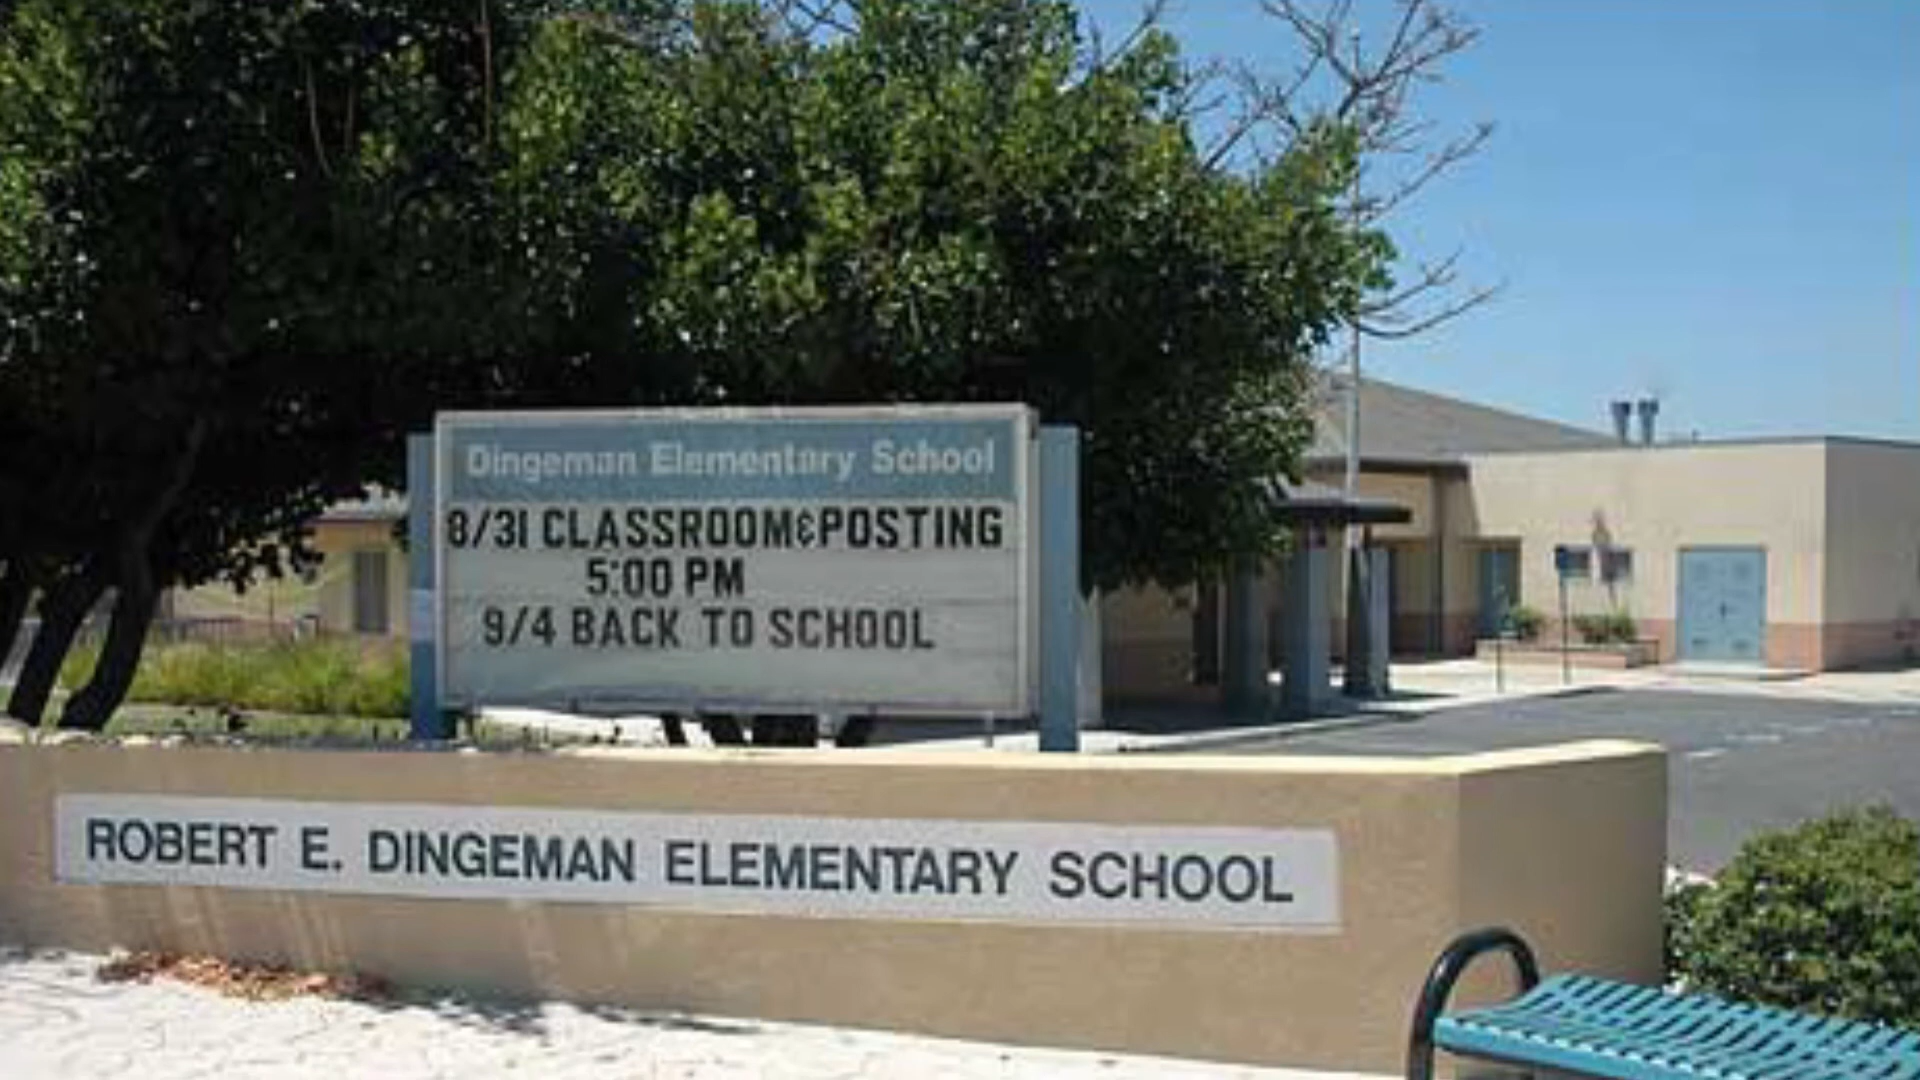 Dingeman Elementary School
8/31 CLASSROOM&POSTING
5:00 PM
9/4 BACK TO SCHOOL
ROBERT E. DINGEMAN ELEMENTARY SCHOOL